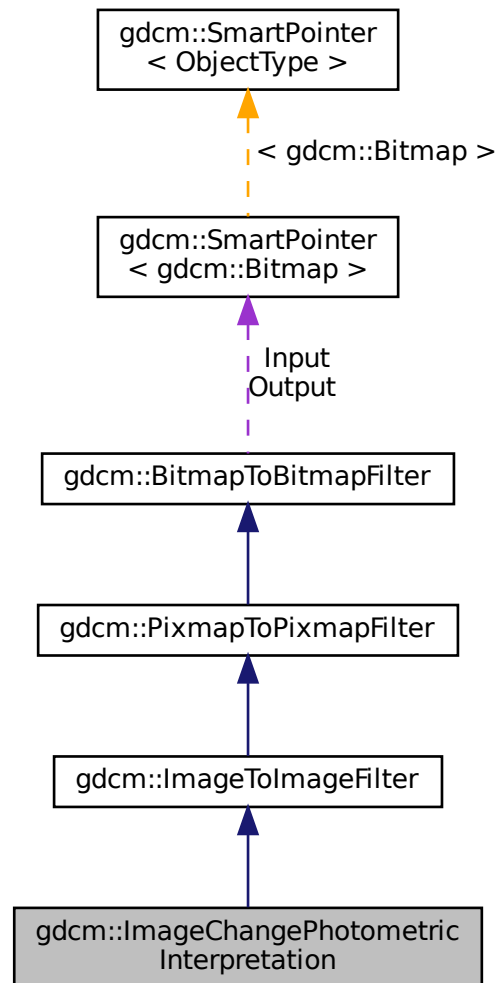 gdcm::SmartPointer
< ObjectType >
< gdcm::Bitmap >
gdcm::SmartPointer
< gdcm::Bitmap >
Input
Output
gdcm::BitmapToBitmapFilter
gdcm::PixmapToPixmapFilter
gdcm::ImageToImageFilter
gdcm::ImageChangePhotometric
Interpretation